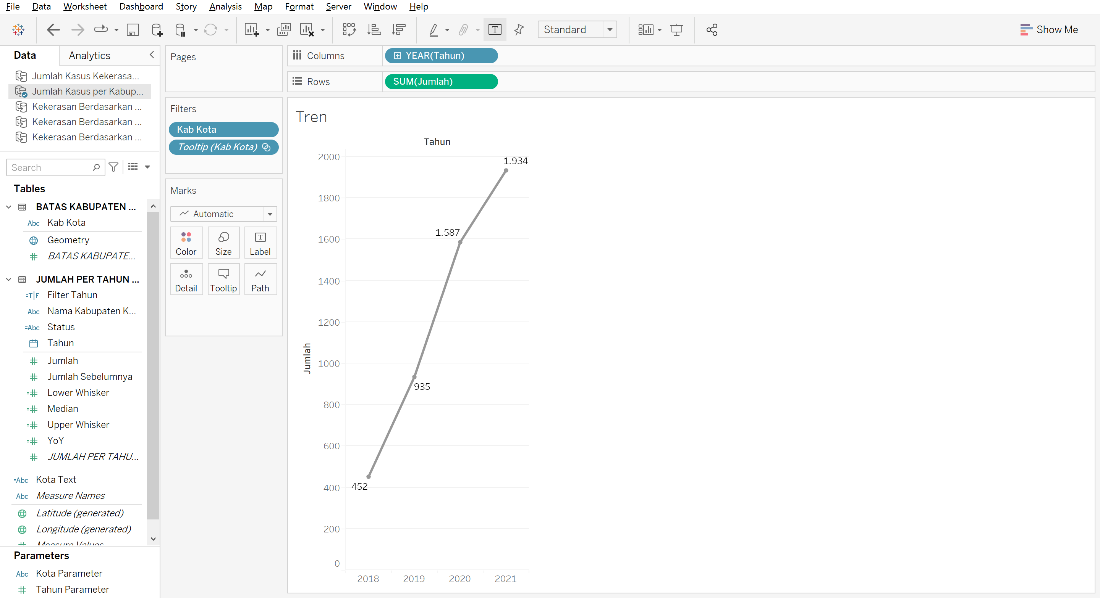 File Data Worksheet Dashboard Story Analysis Map Format Server Window Help
Standard
Show Me
Data Analytics
Jumlah Kasus Kekerasa...
Jumlah Kasus per Kabup...
Kekerasan Berdasarkan ...
Kekerasan Berdasarkan ...
Kekerasan Berdasarkan ...
Search
Tables
BATAS KABUPATEN ...
Abc Kab Kota
Geometry
BATAS KABUPATE...
JUMLAH PER TAHUN ...
=T|F Filter Tahun
Abc Nama Kabupaten K...
=Abc Status
Tahun
# Jumlah
# Jumlah Sebelumnya
=# Lower Whisker
=# Median
=# Upper Whisker
=# YoY
# JUMLAH PER TAHU...
=Abc Kota Text
Abc Measure Names
Latitude (generated)
Longitude (generated)
# Measure Values
Parameters
Abc Kota Parameter
# Tahun Parameter
Pages
Filters
Kab Kota
Tooltip (Kab Kota)
Marks
Automatic
Color Size Label
Detail Tooltip Path
Columns YEAR(Tahun)
Rows SUM(Jumlah)
Tren
Tahun
Jumlah
2000
1800
1600
1400
1200
1000
800
600
400
200
0
1.934
1.587
935
452
2018 2019 2020 2021